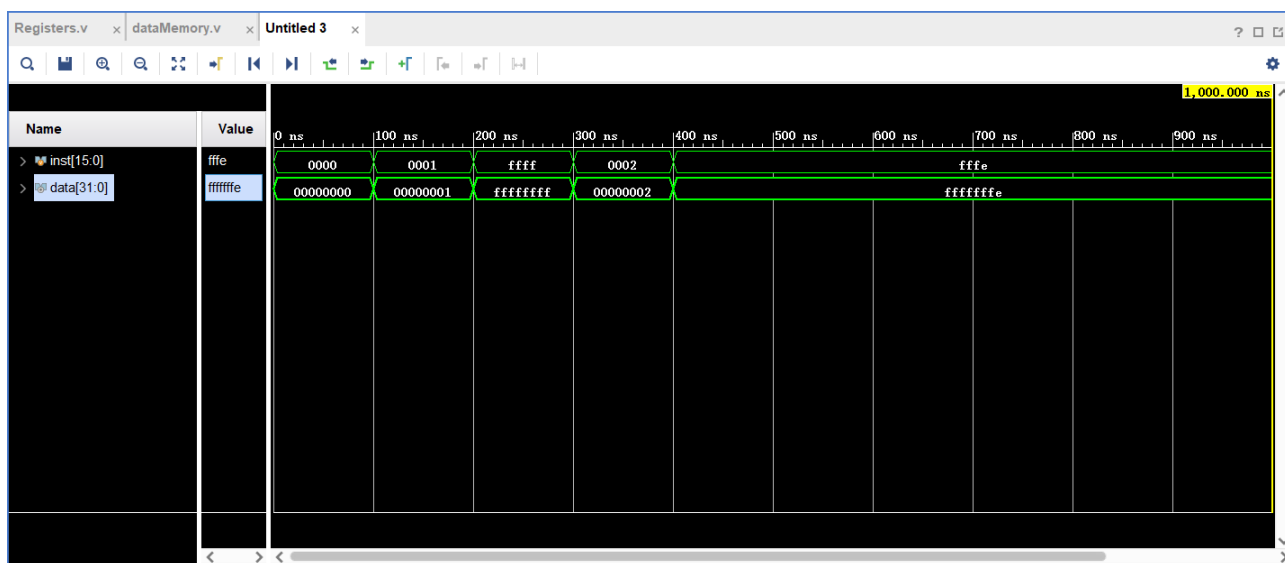 Registers.v × dataMemory.v × Untitled 3 × ?
1,000.000 ns
Name Value 0 ns 100 ns 200 ns 300 ns 400 ns 500 ns 600 ns 700 ns 800 ns 900 ns
inst[15:0] fffe 0000 0001 ffff 0002 fffe
data[31:0] fffffffe 00000000 00000001 ffffffff 00000002 fffffffe